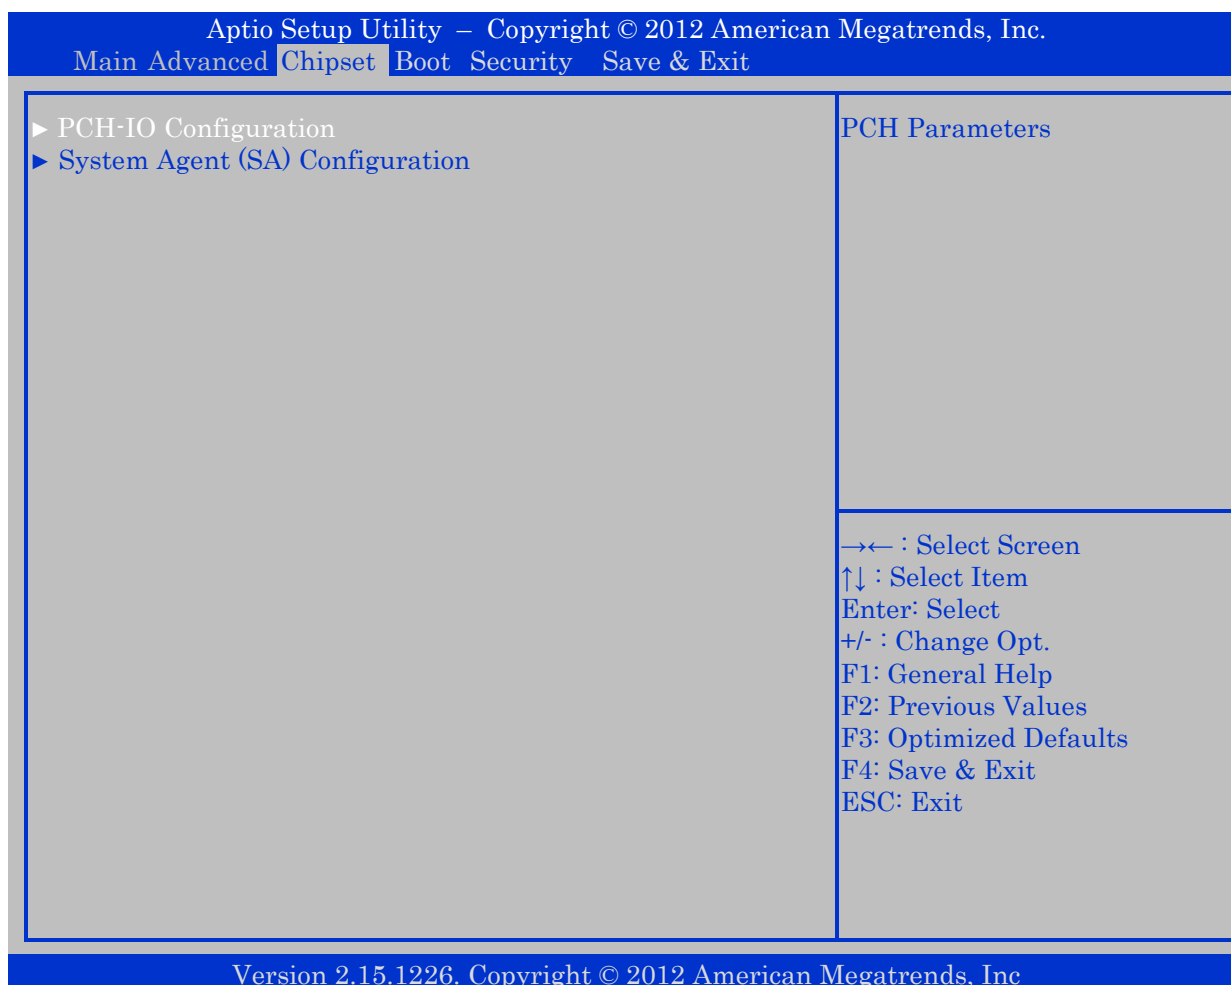 Aptio Setup Utility – Copyright © 2012 American Megatrends, Inc.
Main Advanced Chipset Boot Security Save & Exit
► PCH-IO Configuration
► System Agent (SA) Configuration
PCH Parameters
→← : Select Screen
↑↓ : Select Item
Enter: Select
+/- : Change Opt.
F1: General Help
F2: Previous Values
F3: Optimized Defaults
F4: Save & Exit
ESC: Exit
Version 2.15.1226. Copyright © 2012 American Megatrends, Inc